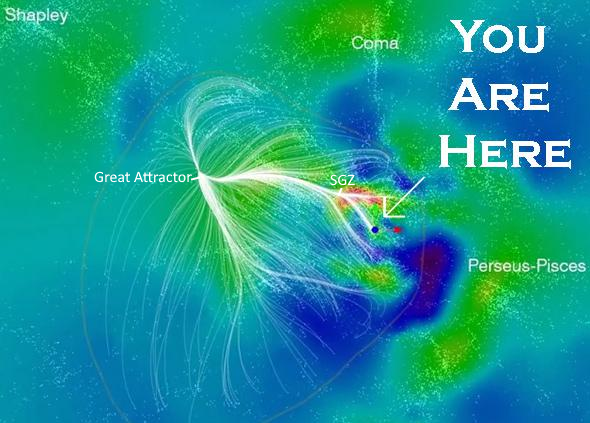 Shapley
Coma
You
Are
Here
Great Attractor
SGZ
Perseus-Pisces